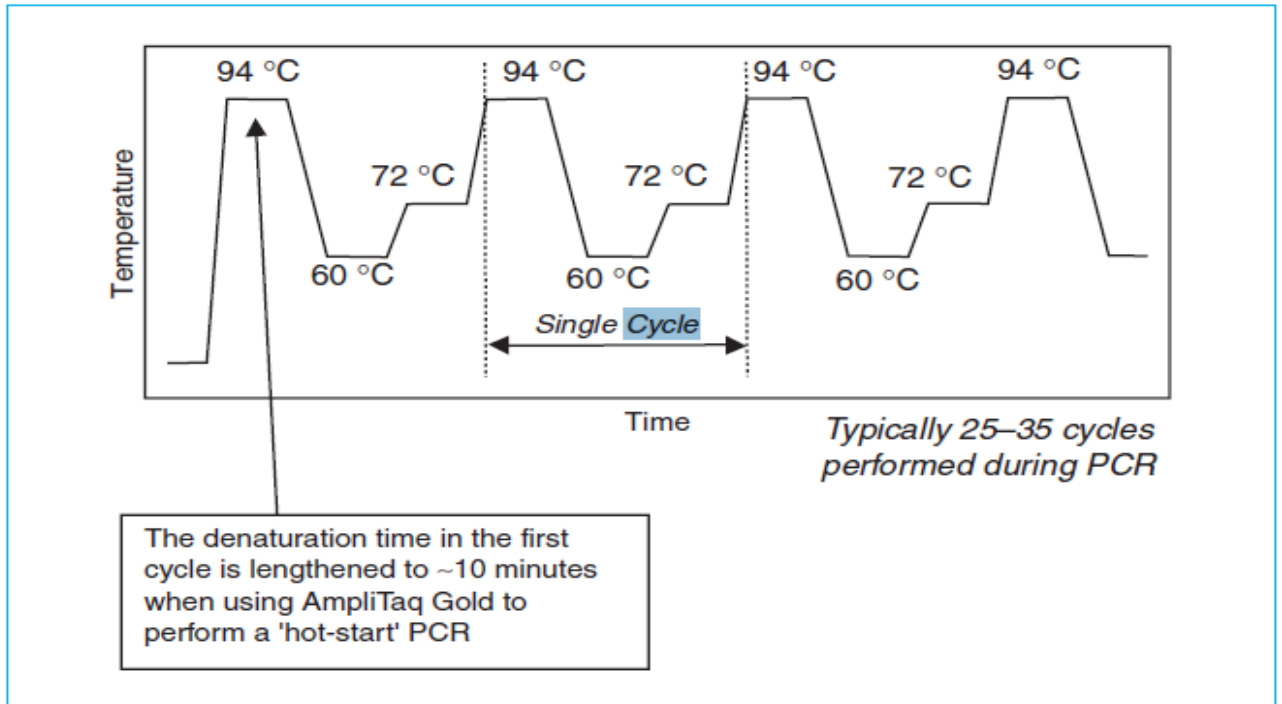 94 °C
94 °C
94 °C
94 °C
72 °C
72 °C
72 °C
60 °C
60 °C
60 °C
Temperature
Single Cycle
Time
Typically 25–35 cycles
performed during PCR
The denaturation time in the first
cycle is lengthened to ~10 minutes
when using AmpliTaq Gold to
perform a 'hot-start' PCR